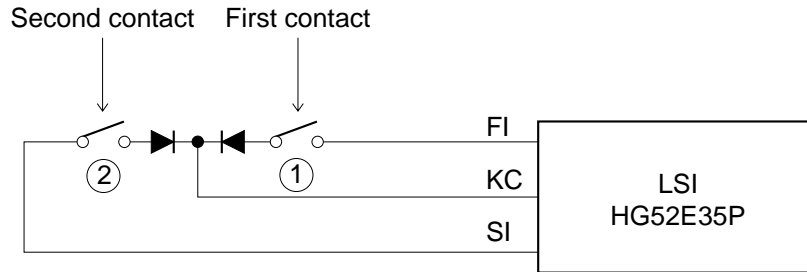 Second contact
First contact
FI
2
1
KC
LSI
HG52E35P
SI